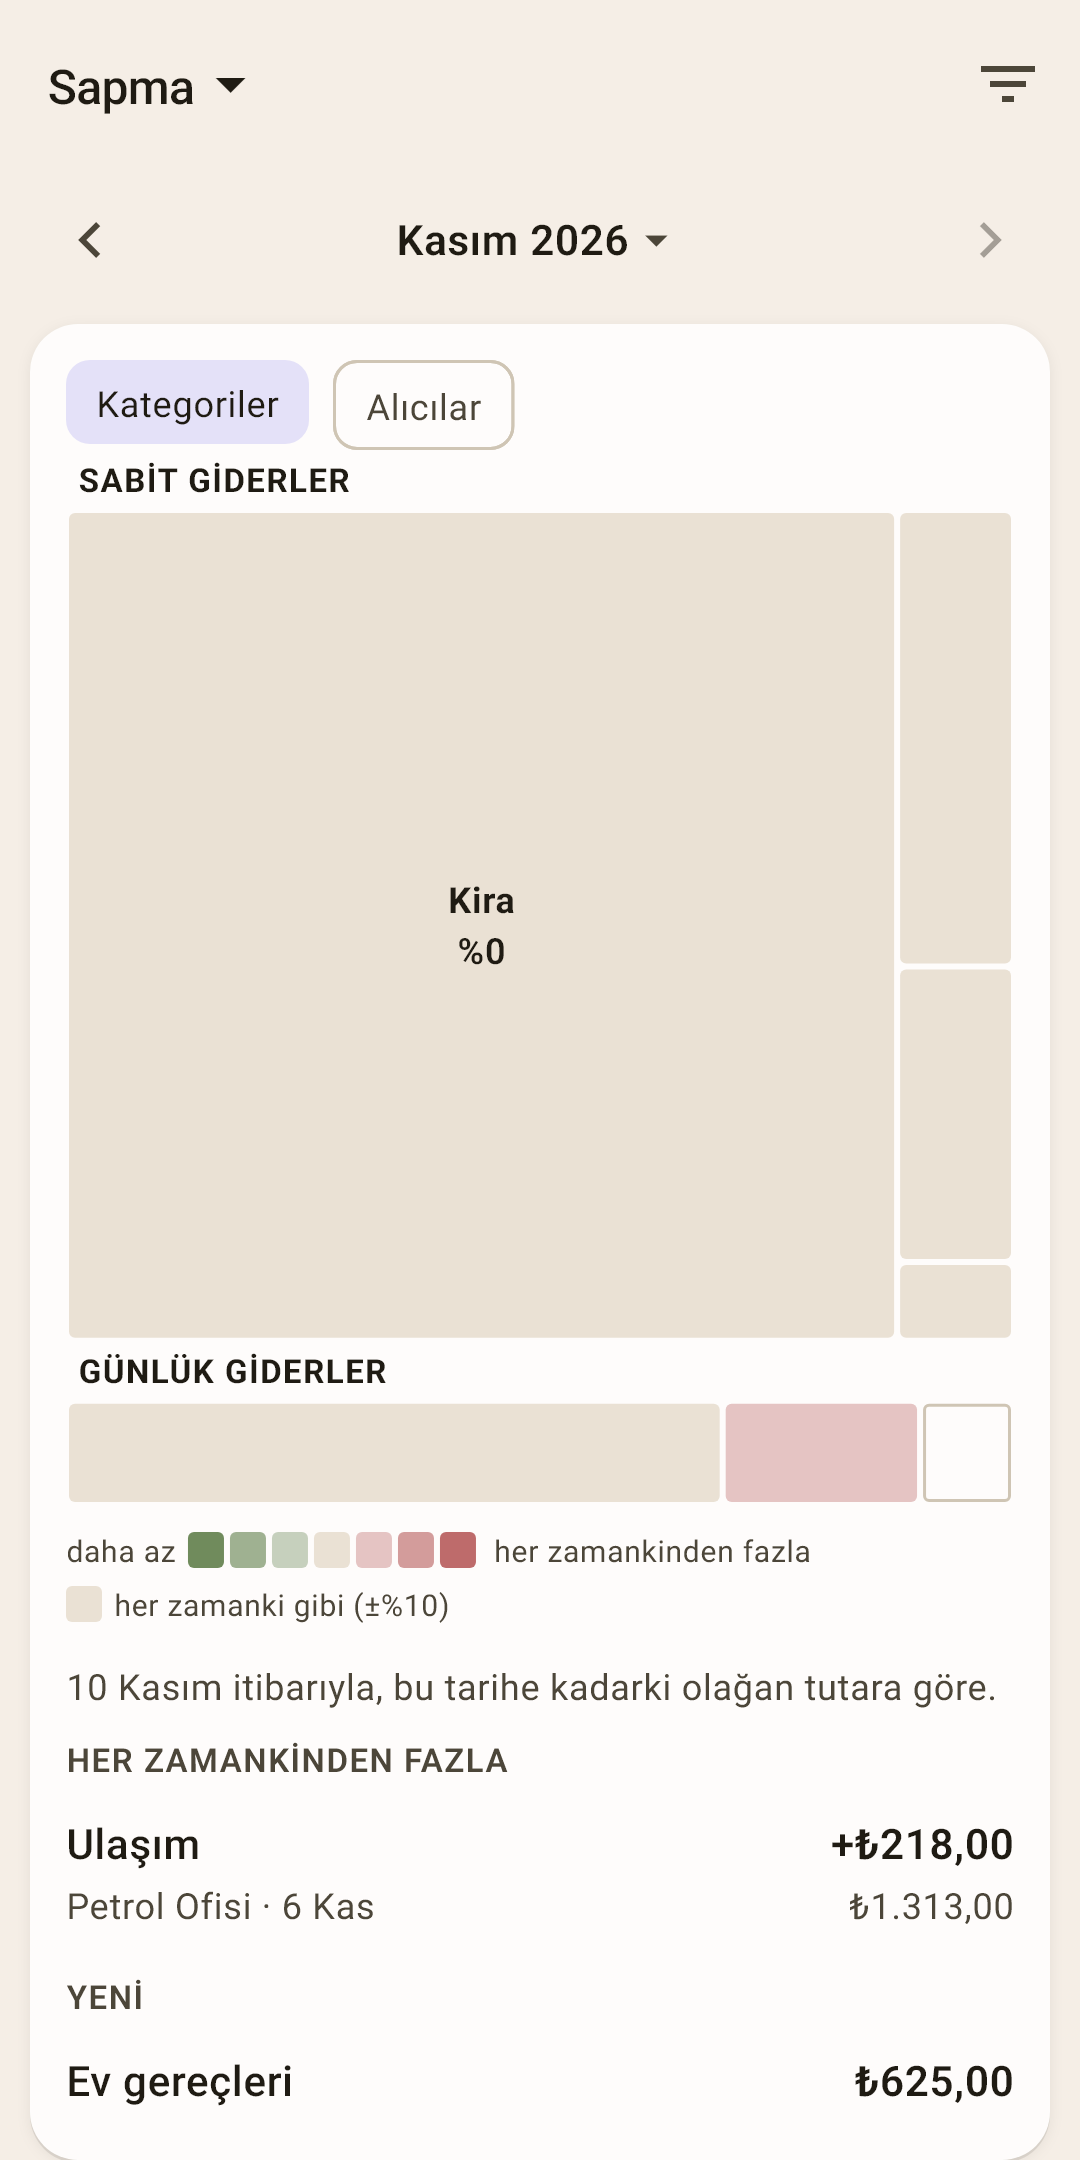 Sapma
Kasım 2026
Kategoriler
Alıcılar
SABİT GİDERLER
Kira
%0
GÜNLÜK GİDERLER
daha az
her zamankinden fazla
her zamanki gibi (±%10)
10 Kasım itibarıyla, bu tarihe kadarki olağan tutara göre.
HER ZAMANKİNDEN FAZLA
Ulaşım +₺218,00
Petrol Ofisi · 6 Kas ₺1.313,00
YENİ
Ev gereçleri ₺625,00